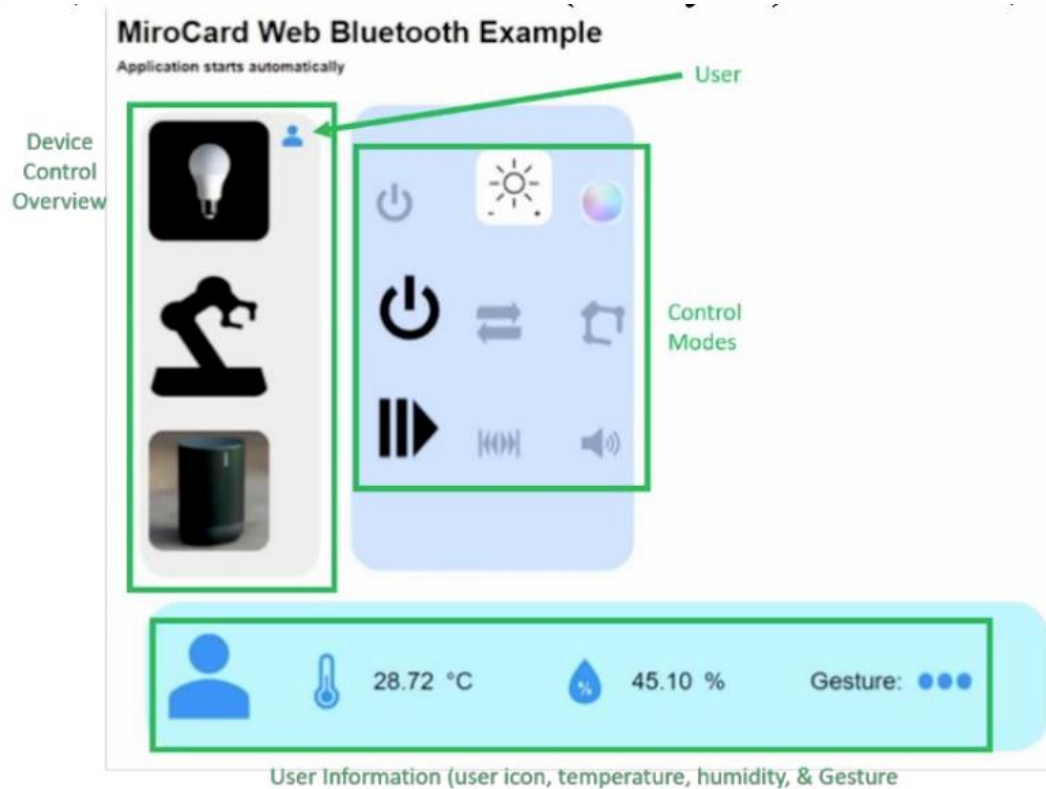 MiroCard Web Bluetooth Example
Application starts automatically
User
Device
Control
Overview
Control
Modes
28.72 °C
% 45.10 %
Gesture:
User Information (user icon, temperature, humidity, & Gesture